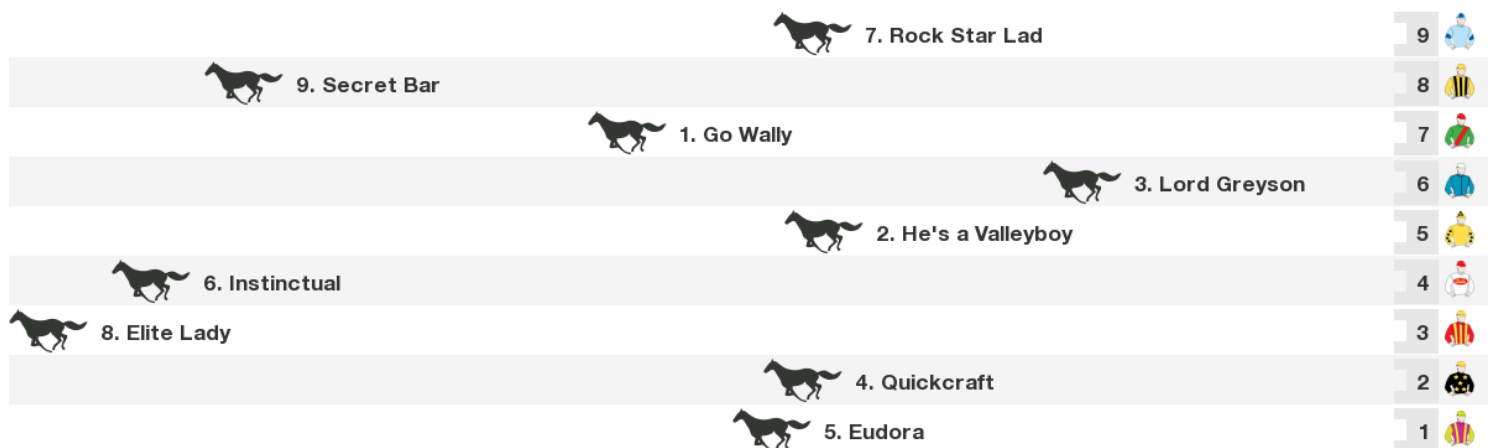 7. Rock Star Lad 9
9. Secret Bar 8
1. Go Wally 7
3. Lord Greyson 6
2. He's a Valleyboy 5
6. Instinctual 4
8. Elite Lady 3
4. Quickcraft 2
5. Eudora 1